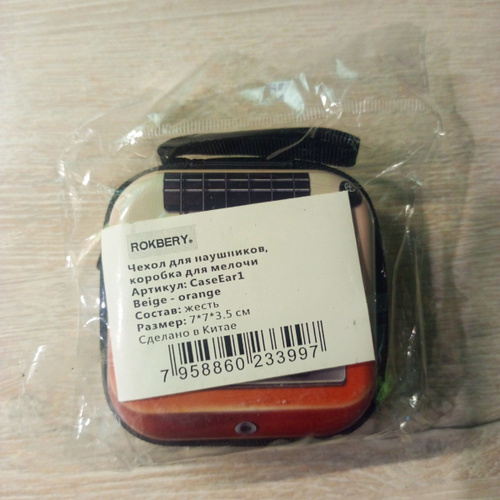 ROKBERY®
Чехол для наушников,
коробка для мелочи
Артикул: CaseEar1
Beige - orange
Состав: жесть
Размер: 7*7*3.5 см
Сделано в Китае
7 958860 233997